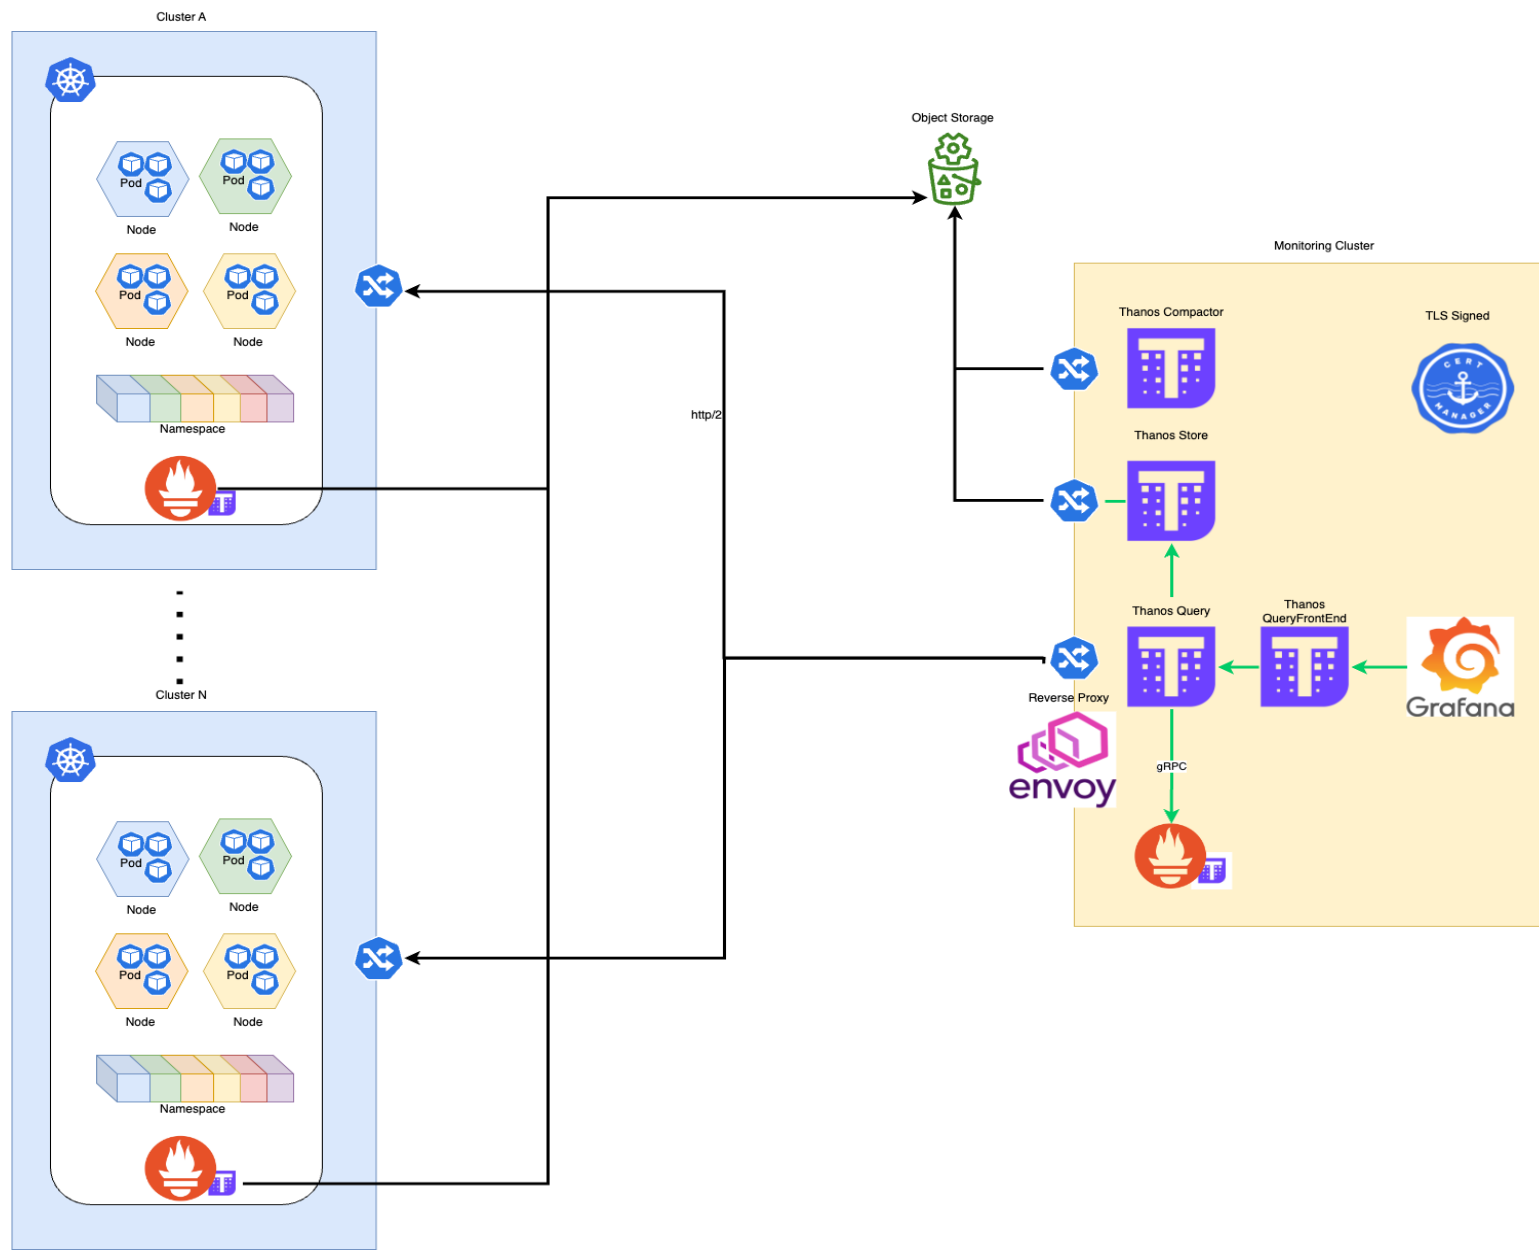 Cluster A
Pod
Pod
Node
Node
Pod
Pod
Node
Node
Namespace
Cluster N
Pod
Pod
Node
Node
Pod
Pod
Node
Node
Namespace
http/2
Object Storage
Monitoring Cluster
Thanos Compactor
TLS Signed
CERT
MANAGER
Thanos Store
Thanos Query
Thanos
QueryFrontEnd
Grafana
Reverse Proxy
envoy
gRPC